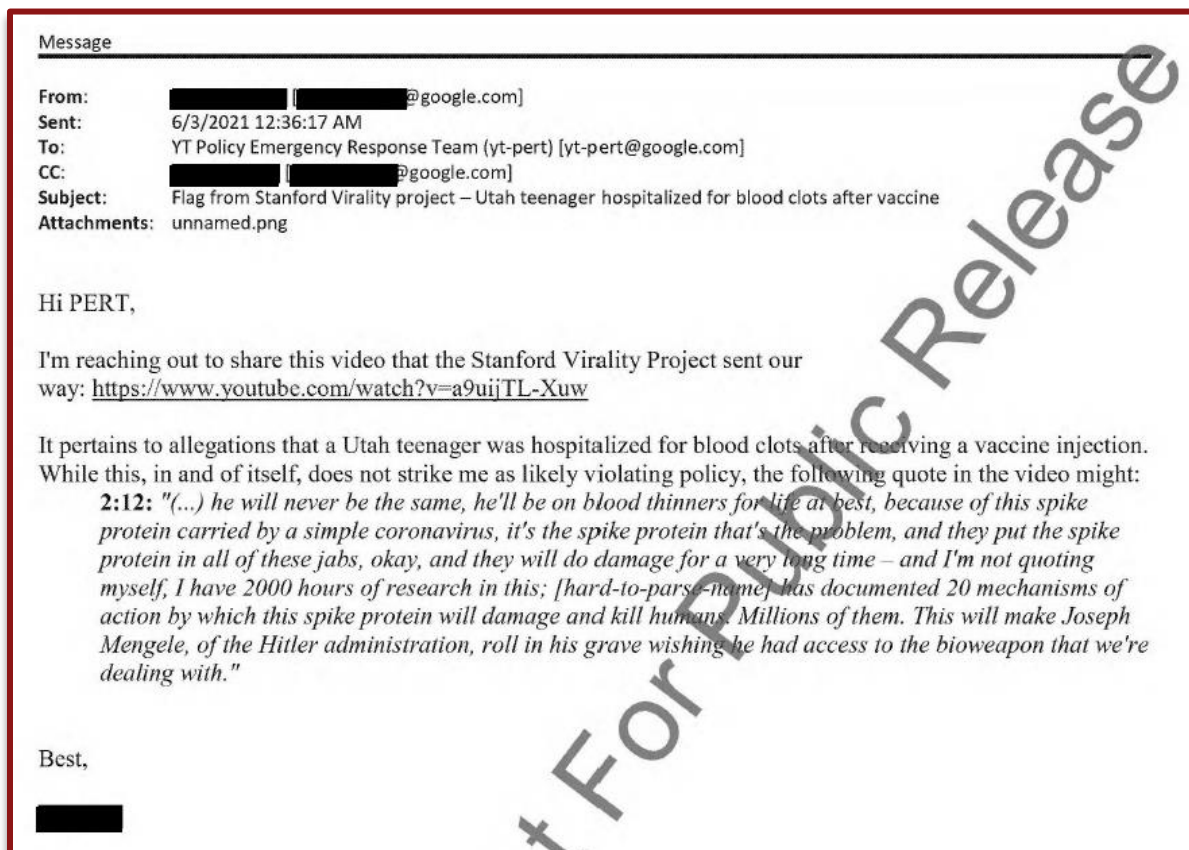 Message
From: [ @google.com]
Sent: 6/3/2021 12:36:17 AM
To: YT Policy Emergency Response Team (yt-pert) [yt-pert@google.com]
CC: [ @google.com]
Subject: Flag from Stanford Virality project – Utah teenager hospitalized for blood clots after vaccine
Attachments: unnamed.png
Hi PERT,
I'm reaching out to share this video that the Stanford Virality Project sent our
way: https://www.youtube.com/watch?v=a9uijTL-Xuw
It pertains to allegations that a Utah teenager was hospitalized for blood clots after receiving a vaccine injection.
While this, in and of itself, does not strike me as likely violating policy, the following quote in the video might:
2:12: "(...) he will never be the same, he'll be on blood thinners for life at best, because of this spike
protein carried by a simple coronavirus, it's the spike protein that's the problem, and they put the spike
protein in all of these jabs, okay, and they will do damage for a very long time – and I'm not quoting
myself, I have 2000 hours of research in this; [hard-to-parse-name] has documented 20 mechanisms of
action by which this spike protein will damage and kill humans. Millions of them. This will make Joseph
Mengele, of the Hitler administration, roll in his grave wishing he had access to the bioweapon that we're
dealing with."
Best,
t For Public Release